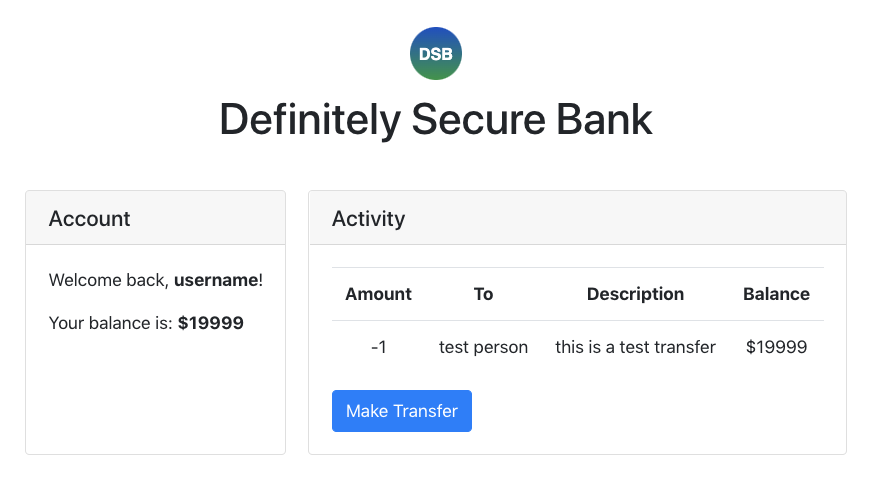 DSB
Definitely Secure Bank
Account
Welcome back, username!
Your balance is: $19999
Activity
Amount To Description Balance
-1 test person this is a test transfer $19999
Make Transfer